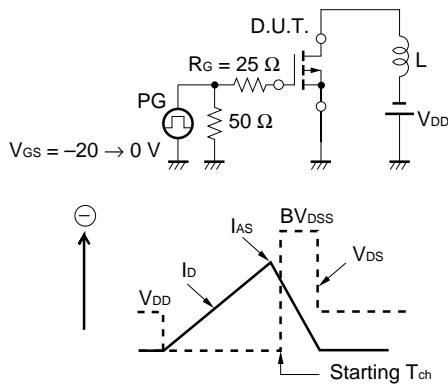 D.U.T.
L
RG = 25 Ω
PG
50 Ω
VDD
VGS = −20 → 0 V
−
BVDSS
IAS
ID
VDS
VDD
Starting Tch